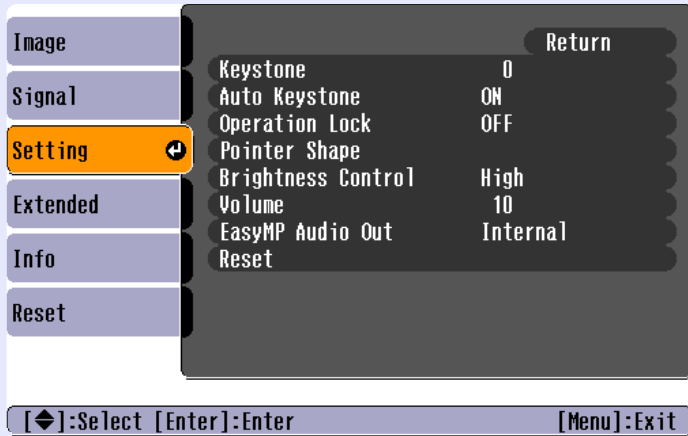 Image
Signal
Setting
Extended
Info
Reset
Return
Keystone 0
Auto Keystone ON
Operation Lock OFF
Pointer Shape
Brightness Control High
Volume 10
EasyMP Audio Out Internal
Reset
[◆]:Select [Enter]:Enter [Menu]:Exit